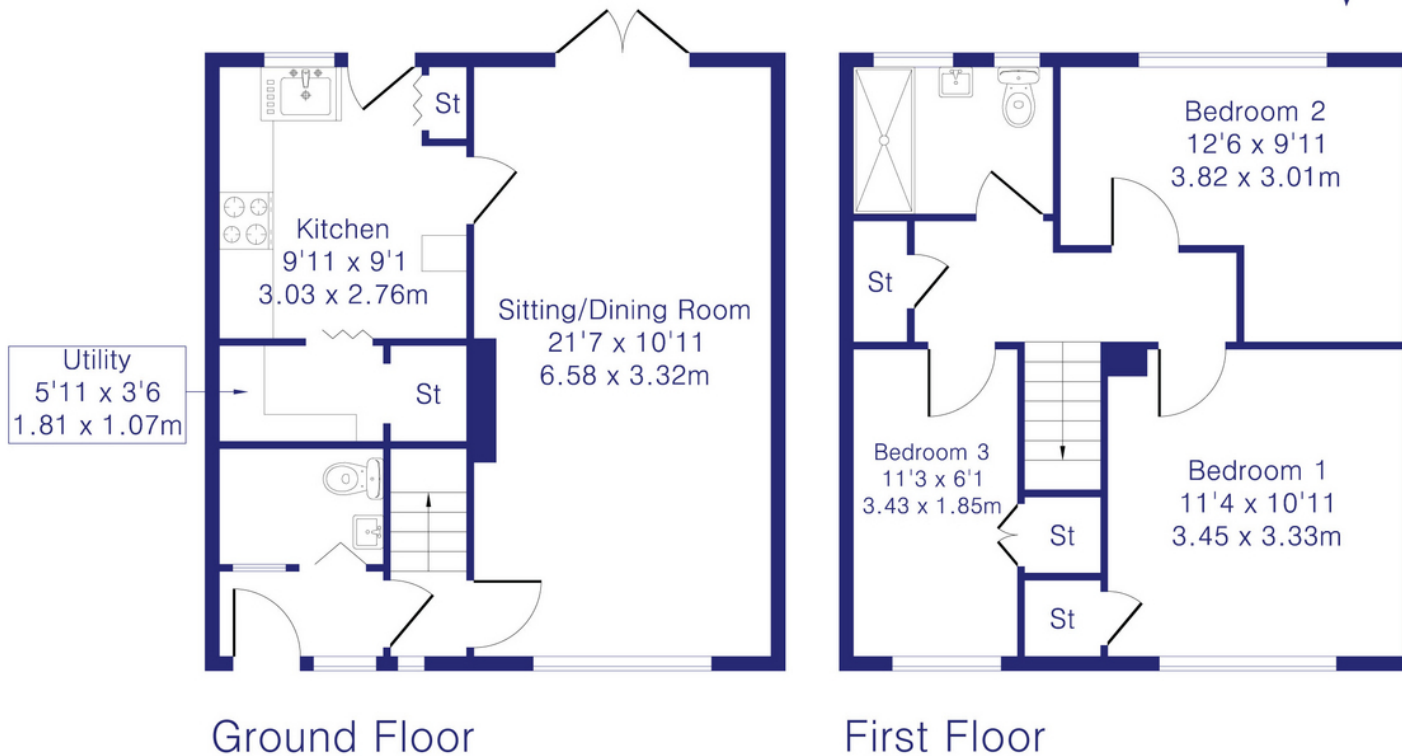 St
Kitchen
9'11 x 9'1
3.03 x 2.76m
Sitting/Dining Room
21'7 x 10'11
6.58 x 3.32m
Utility
5'11 x 3'6
1.81 x 1.07m
St
Ground Floor
Bedroom 2
12'6 x 9'11
3.82 x 3.01m
St
Bedroom 3
11'3 x 6'1
3.43 x 1.85m
Bedroom 1
11'4 x 10'11
3.45 x 3.33m
St
St
First Floor